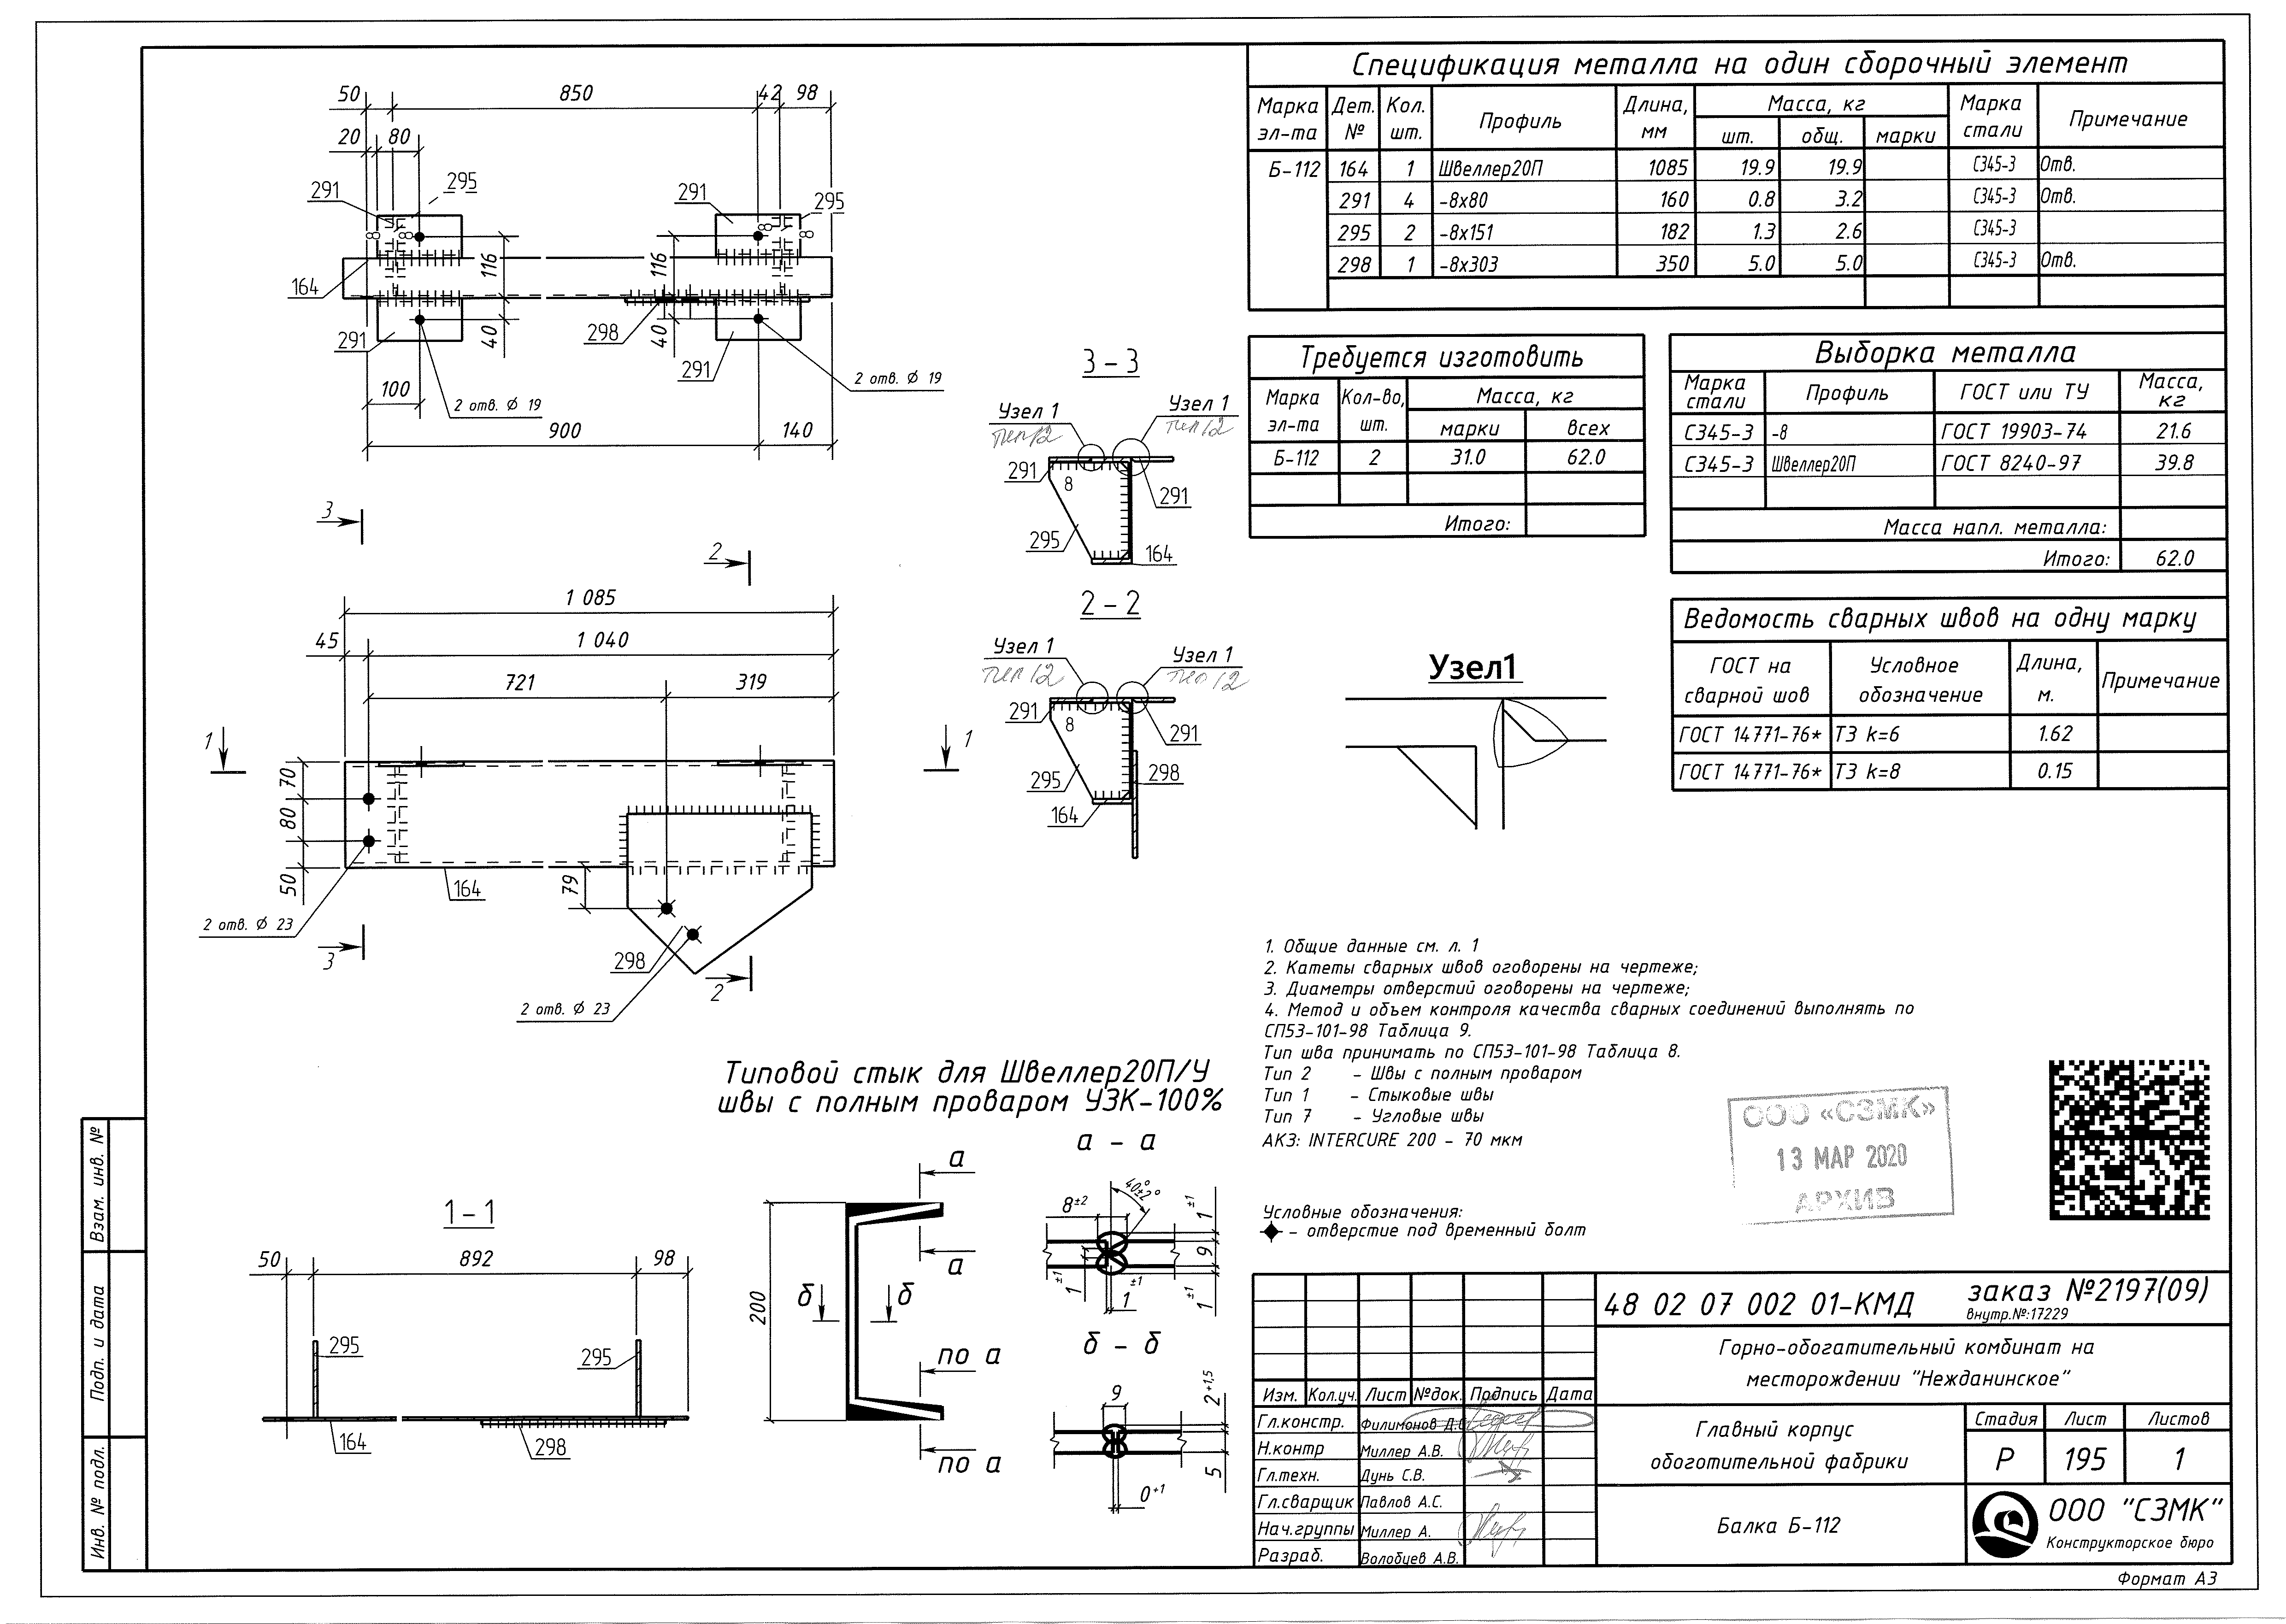 50 850 42 98
20 80
291 295 291 295
8 8 8 8
116 116
164
298
40 40
291 291
100
2 отв. Ø 19
2 отв. Ø 19
900 140
3
2
1 085
45 1 040
721 319
1 1
70
80
50
79
164
2 отв. Ø 23
3
298
2
2 отв. Ø 23
3 – 3
Узел 1 Узел 1
тип 12 тип 12
291 8 291
295 164
2 – 2
Узел 1 Узел 1
тип 12 тип 12
291 8 291
295 298
164
Узел1
Типовой стык для Швеллер20П/У
швы с полным проваром УЗК–100%
1 – 1
50 892 98
295 295
164 298
200
а
а
б б
по а
по а
а – а
8±2 40±2° 1±1
9
1±1 1±1 1±1
б – б
9 2+1,5
5
0+1
Спецификация металла на один сборочный элемент
Марка эл-та Дет. № Кол. шт. Профиль Длина, мм Масса, кг Марка стали Примечание
шт. общ. марки
Б-112 164 1 Швеллер20П 1085 19.9 19.9 С345-3 Отв.
291 4 -8х80 160 0.8 3.2 С345-3 Отв.
295 2 -8х151 182 1.3 2.6 С345-3
298 1 -8х303 350 5.0 5.0 С345-3 Отв.
Требуется изготовить
Марка эл-та Кол-во, шт. Масса, кг
марки всех
Б-112 2 31.0 62.0
Итого:
Выборка металла
Марка стали Профиль ГОСТ или ТУ Масса, кг
С345-3 -8 ГОСТ 19903-74 21.6
С345-3 Швеллер20П ГОСТ 8240-97 39.8
Масса напл. металла:
Итого: 62.0
Ведомость сварных швов на одну марку
ГОСТ на сварной шов Условное обозначение Длина, м. Примечание
ГОСТ 14771-76* Т3 k=6 1.62
ГОСТ 14771-76* Т3 k=8 0.15
1. Общие данные см. л. 1
2. Катеты сварных швов оговорены на чертеже;
3. Диаметры отверстий оговорены на чертеже;
4. Метод и объем контроля качества сварных соединений выполнять по
СП53-101-98 Таблица 9.
Тип шва принимать по СП53-101-98 Таблица 8.
Тип 2 – Швы с полным проваром
Тип 1 – Стыковые швы
Тип 7 – Угловые швы
АКЗ: INTERCURE 200 - 70 мкм
ООО «СЗМК»
13 МАР 2020
АРХИВ
Условные обозначения:
– отверстие под временный болт
48 02 07 002 01-КМД заказ №2197(09)
внутр.№:17229
Горно-обогатительный комбинат на
месторождении "Нежданинское"
Изм. Кол.уч. Лист №док. Подпись Дата
Гл.констр. Филимонов Д.С
Н.контр Миллер А.В.
Гл.техн. Дунь С.В.
Гл.сварщик Павлов А.С.
Нач.группы Миллер А.
Разраб. Волобуев А.В.
Главный корпус
обоготительной фабрики
Стадия Лист Листов
Р 195 1
Балка Б-112
ООО "СЗМК"
Конструкторское бюро
Формат А3
Взам. инв. №
Подп. и дата
Инв. № подл.